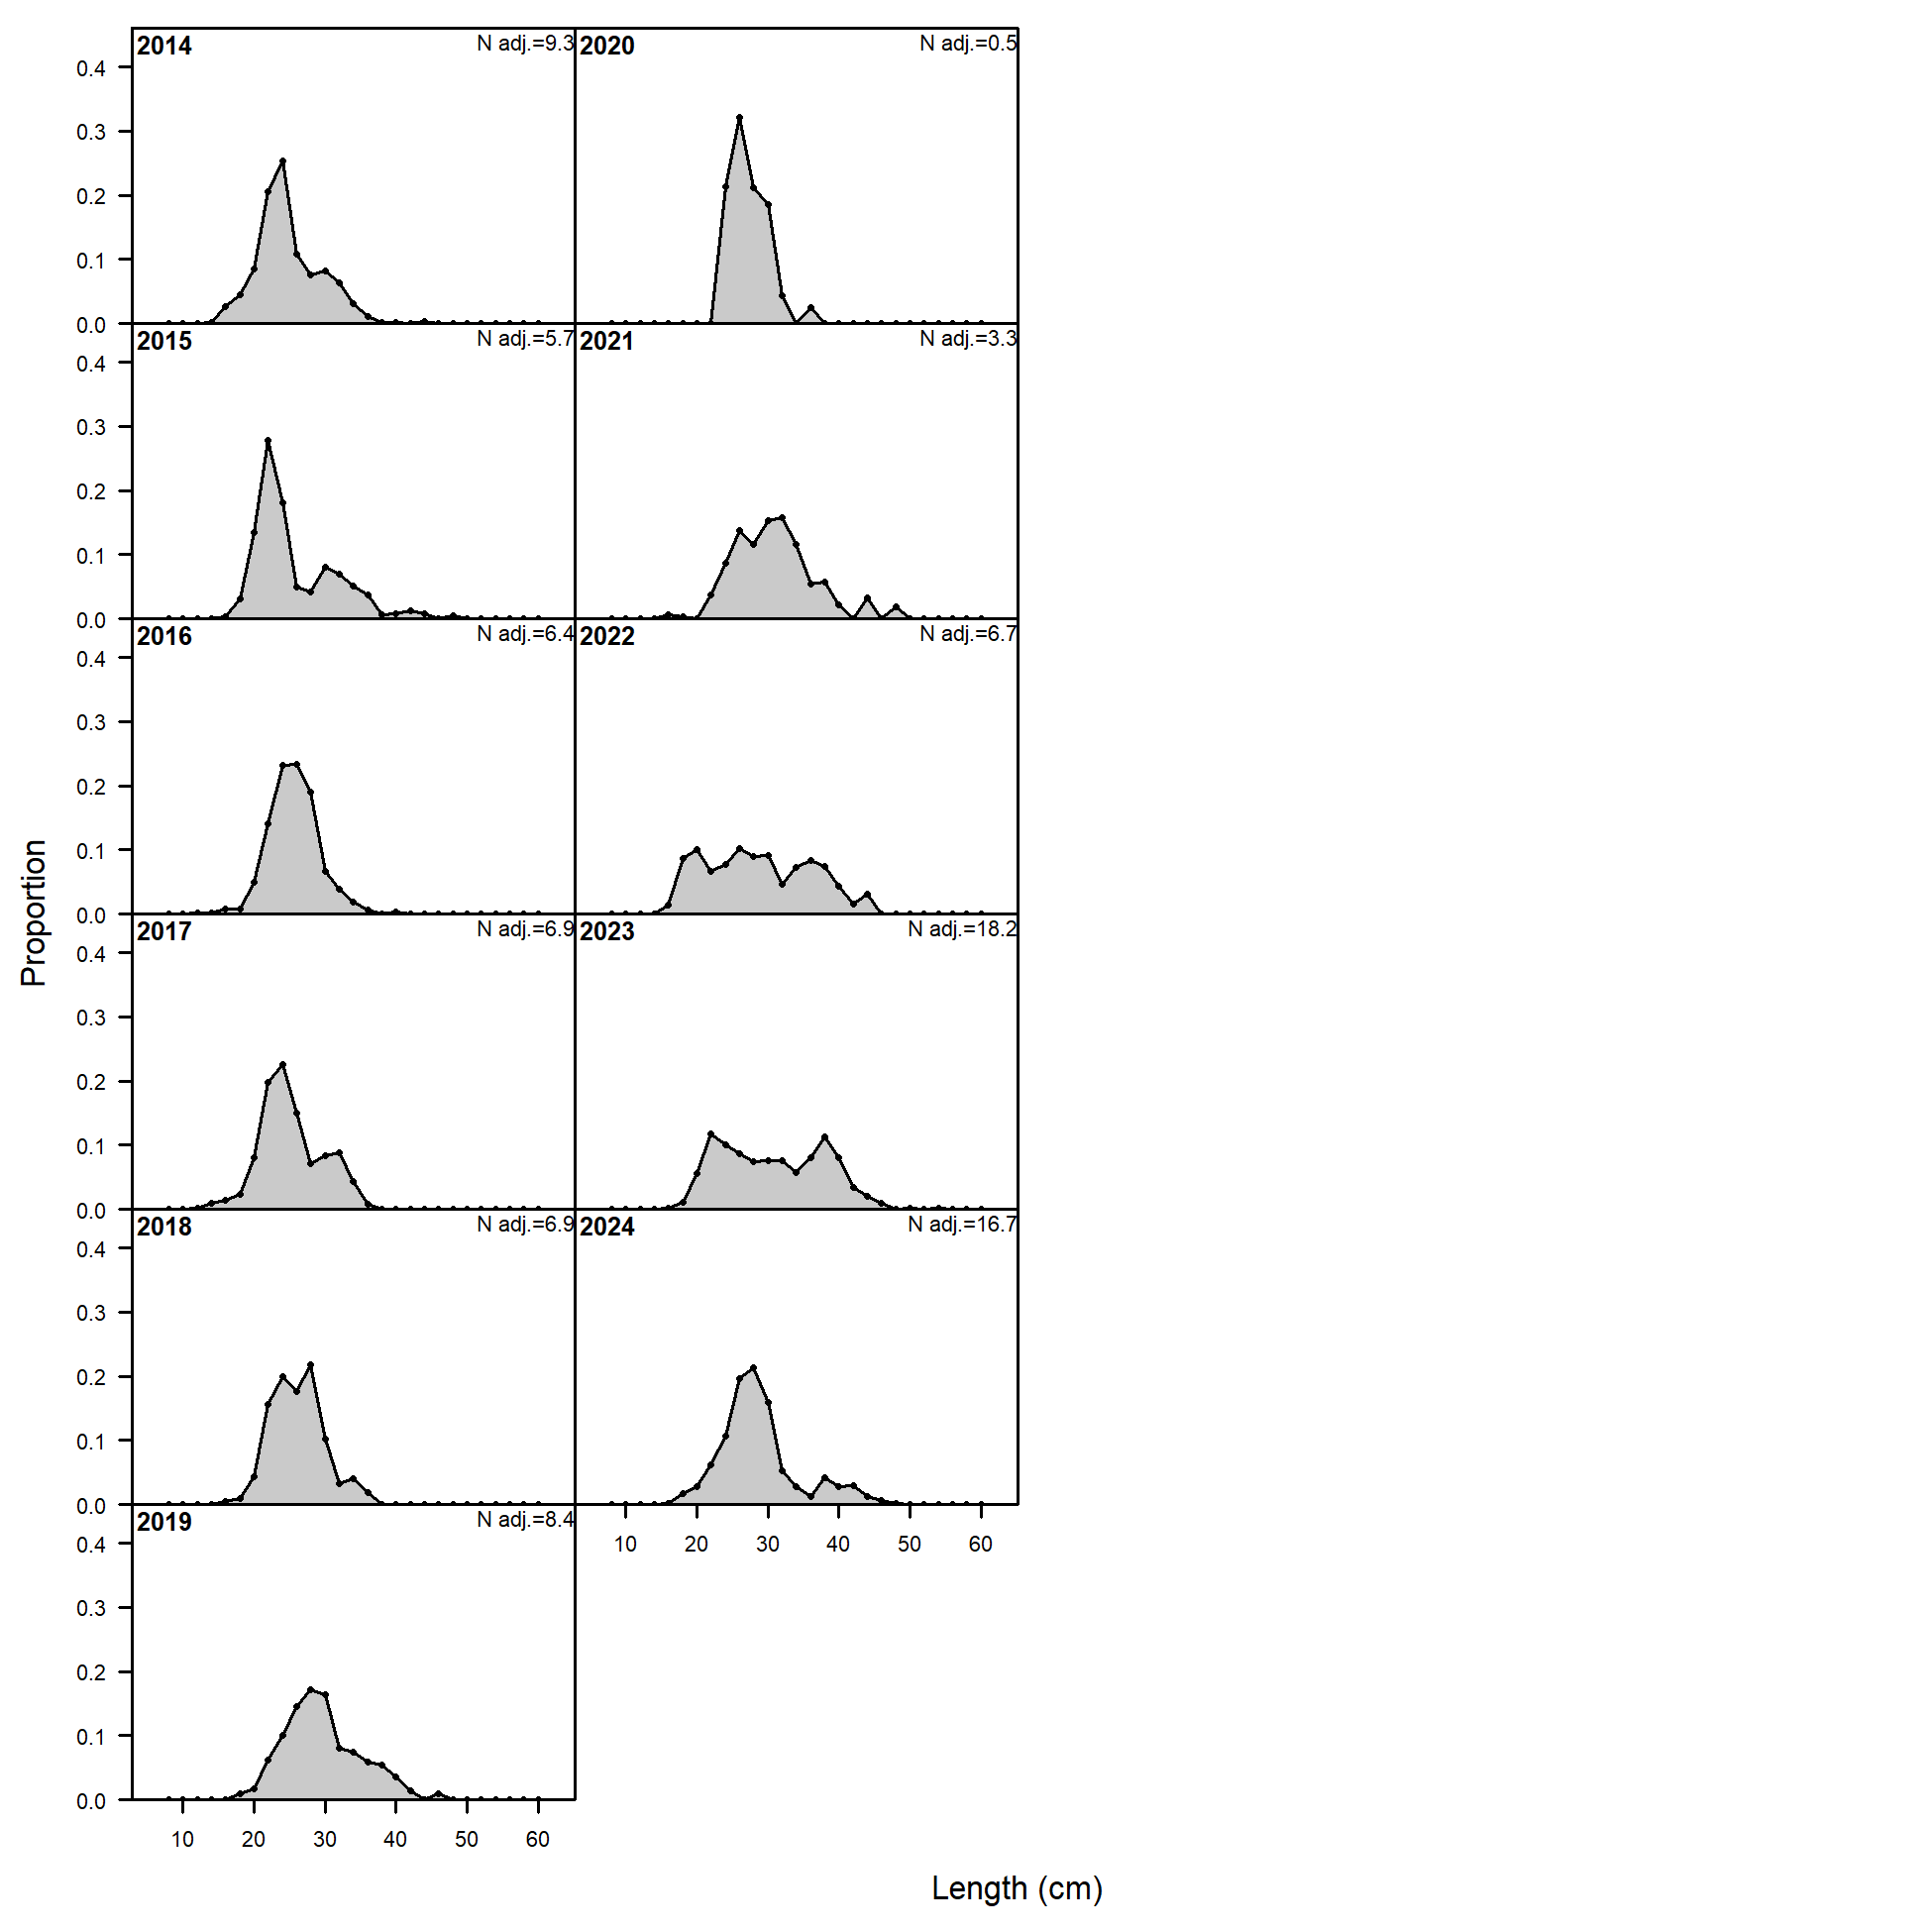 Proportion
2014 N adj.=9.3
0.4
0.3
0.2
0.1
0.0
2015 N adj.=5.7
0.4
0.3
0.2
0.1
0.0
2016 N adj.=6.4
0.4
0.3
0.2
0.1
0.0
2017 N adj.=6.9
0.4
0.3
0.2
0.1
0.0
2018 N adj.=6.9
0.4
0.3
0.2
0.1
0.0
2019 N adj.=8.4
0.4
0.3
0.2
0.1
0.0
10 20 30 40 50 60
2020 N adj.=0.5
2021 N adj.=3.3
2022 N adj.=6.7
2023 N adj.=18.2
2024 N adj.=16.7
10 20 30 40 50 60
Length (cm)